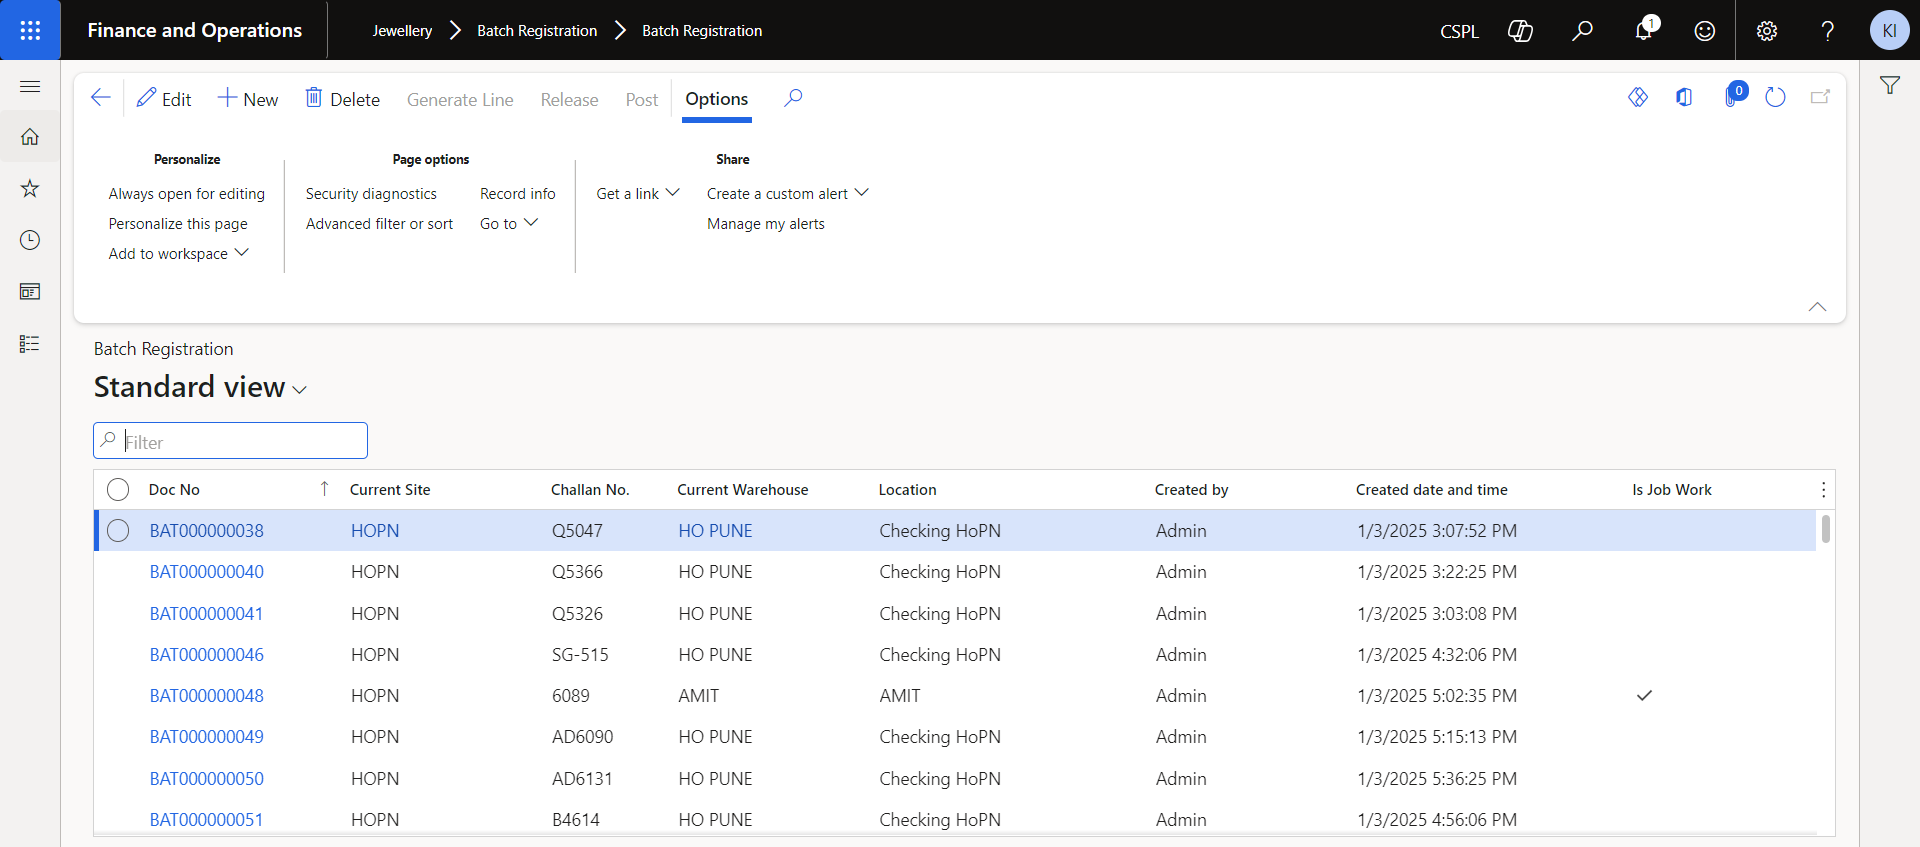 Finance and Operations
Jewellery Batch Registration Batch Registration
CSPL 1 ? KI
Edit New Delete Generate Line Release Post Options 0
Personalize Page options Share
Always open for editing Security diagnostics Record info Get a link Create a custom alert
Personalize this page Advanced filter or sort Go to Manage my alerts
Add to workspace
Batch Registration
Standard view
Filter
Doc No Current Site Challan No. Current Warehouse Location Created by Created date and time Is Job Work
BAT000000038 HOPN Q5047 HO PUNE Checking HoPN Admin 1/3/2025 3:07:52 PM
BAT000000040 HOPN Q5366 HO PUNE Checking HoPN Admin 1/3/2025 3:22:25 PM
BAT000000041 HOPN Q5326 HO PUNE Checking HoPN Admin 1/3/2025 3:03:08 PM
BAT000000046 HOPN SG-515 HO PUNE Checking HoPN Admin 1/3/2025 4:32:06 PM
BAT000000048 HOPN 6089 AMIT AMIT Admin 1/3/2025 5:02:35 PM
BAT000000049 HOPN AD6090 HO PUNE Checking HoPN Admin 1/3/2025 5:15:13 PM
BAT000000050 HOPN AD6131 HO PUNE Checking HoPN Admin 1/3/2025 5:36:25 PM
BAT000000051 HOPN B4614 HO PUNE Checking HoPN Admin 1/3/2025 4:56:06 PM